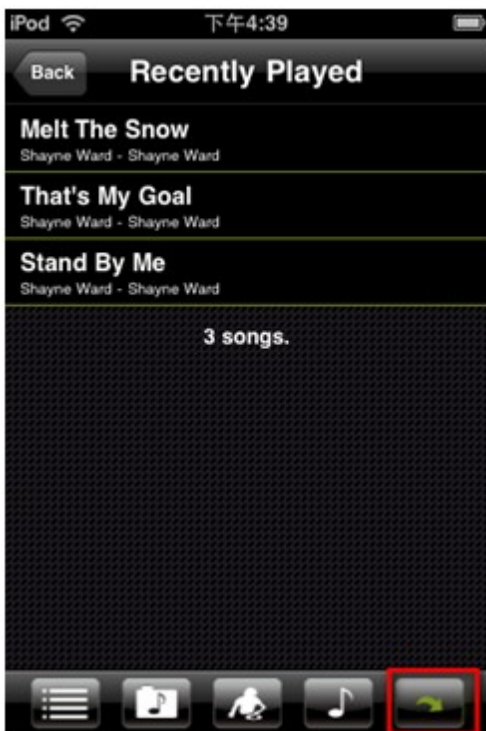 iPod 下午4:39
Back Recently Played
Melt The Snow
Shayne Ward - Shayne Ward
That's My Goal
Shayne Ward - Shayne Ward
Stand By Me
Shayne Ward - Shayne Ward
3 songs.